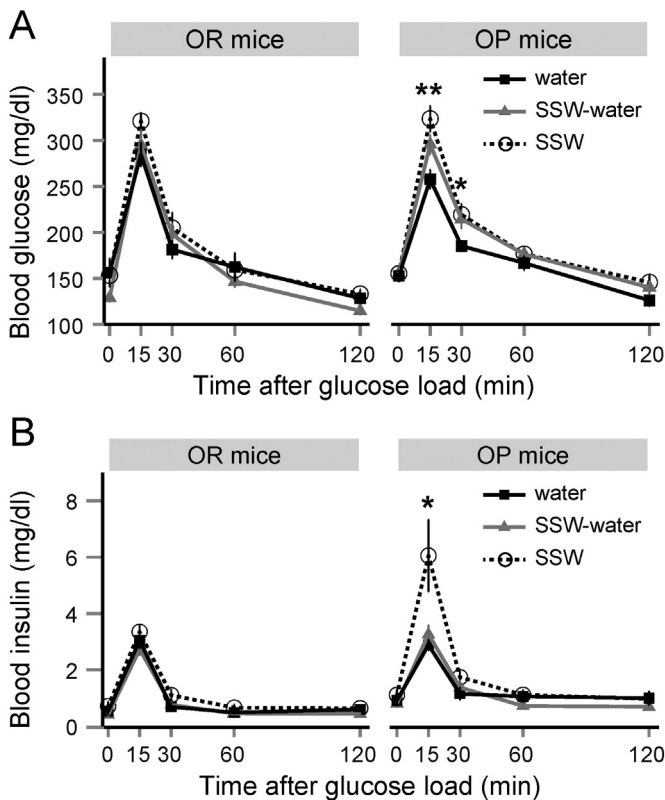 A
OR mice
OP mice
Blood glucose (mg/dl)
350
300
250
200
150
100
** 
*
water
SSW-water
SSW
0 15 30 60 120
0 15 30 60 120
Time after glucose load (min)
B
OR mice
OP mice
Blood insulin (mg/dl)
8
6
4
2
0
*
water
SSW-water
SSW
0 15 30 60 120
0 15 30 60 120
Time after glucose load (min)